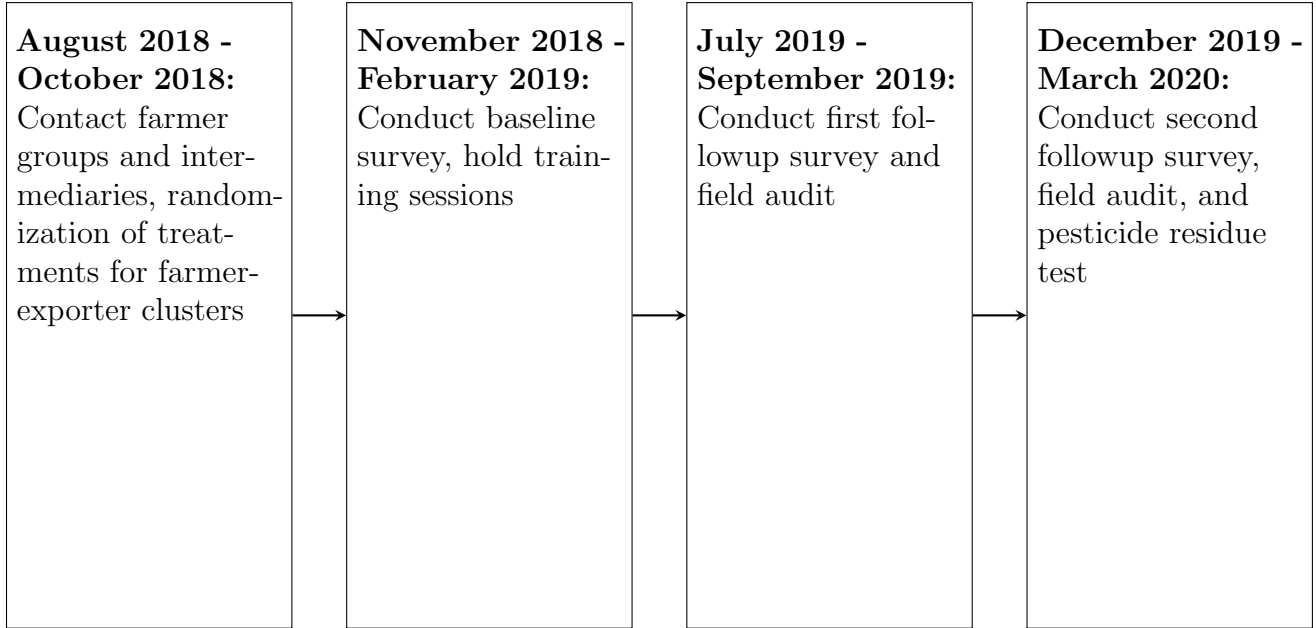 August 2018 -
October 2018:
Contact farmer
groups and inter-
mediaries, random-
ization of treat-
ments for farmer-
exporter clusters
November 2018 -
February 2019:
Conduct baseline
survey, hold train-
ing sessions
July 2019 -
September 2019:
Conduct first fol-
lowup survey and
field audit
December 2019 -
March 2020:
Conduct second
followup survey,
field audit, and
pesticide residue
test